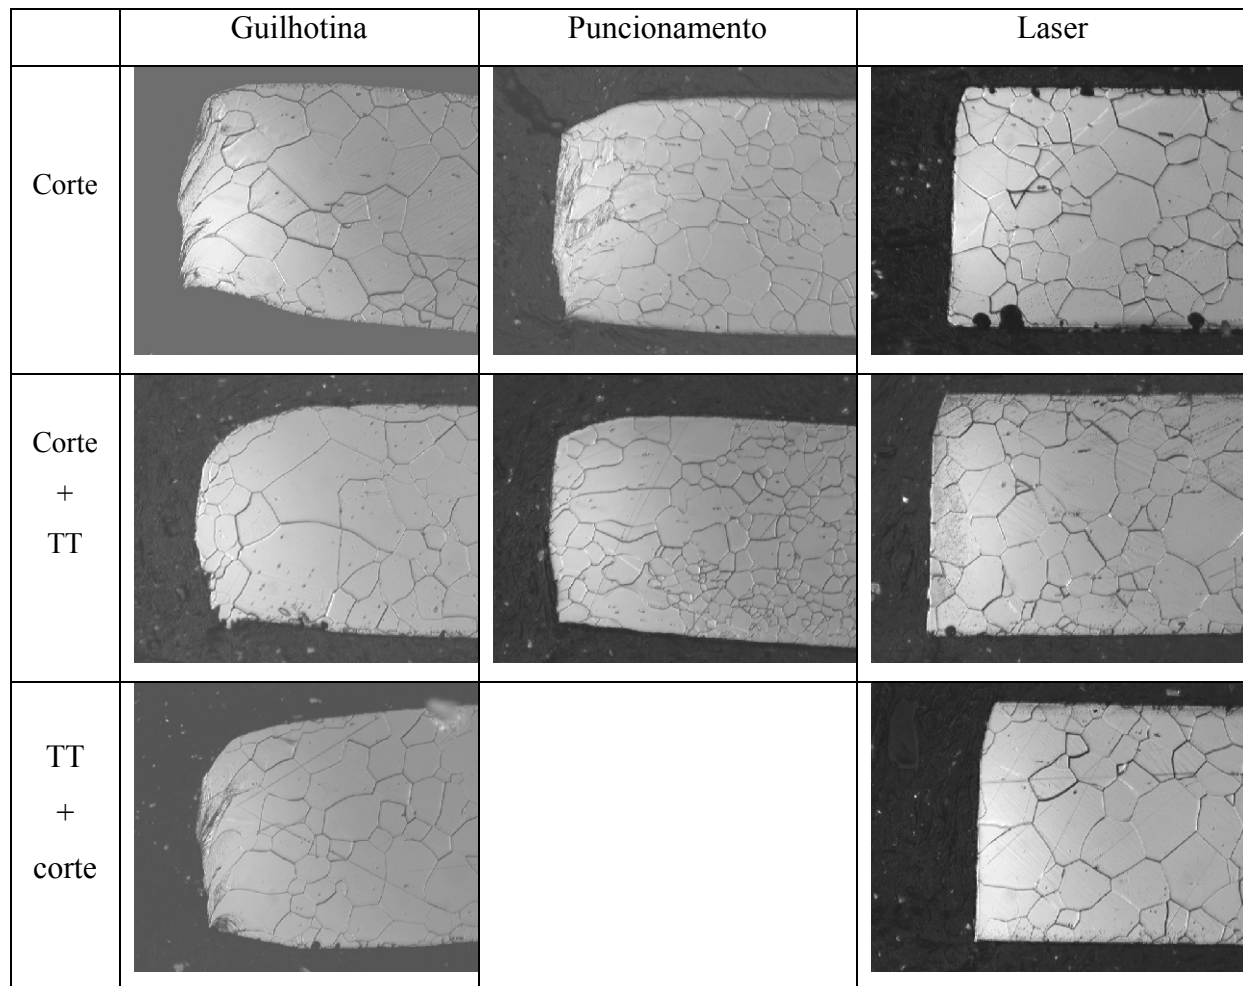 Guilhotina Puncionamento Laser
Corte
Corte
+
TT
TT
+
corte